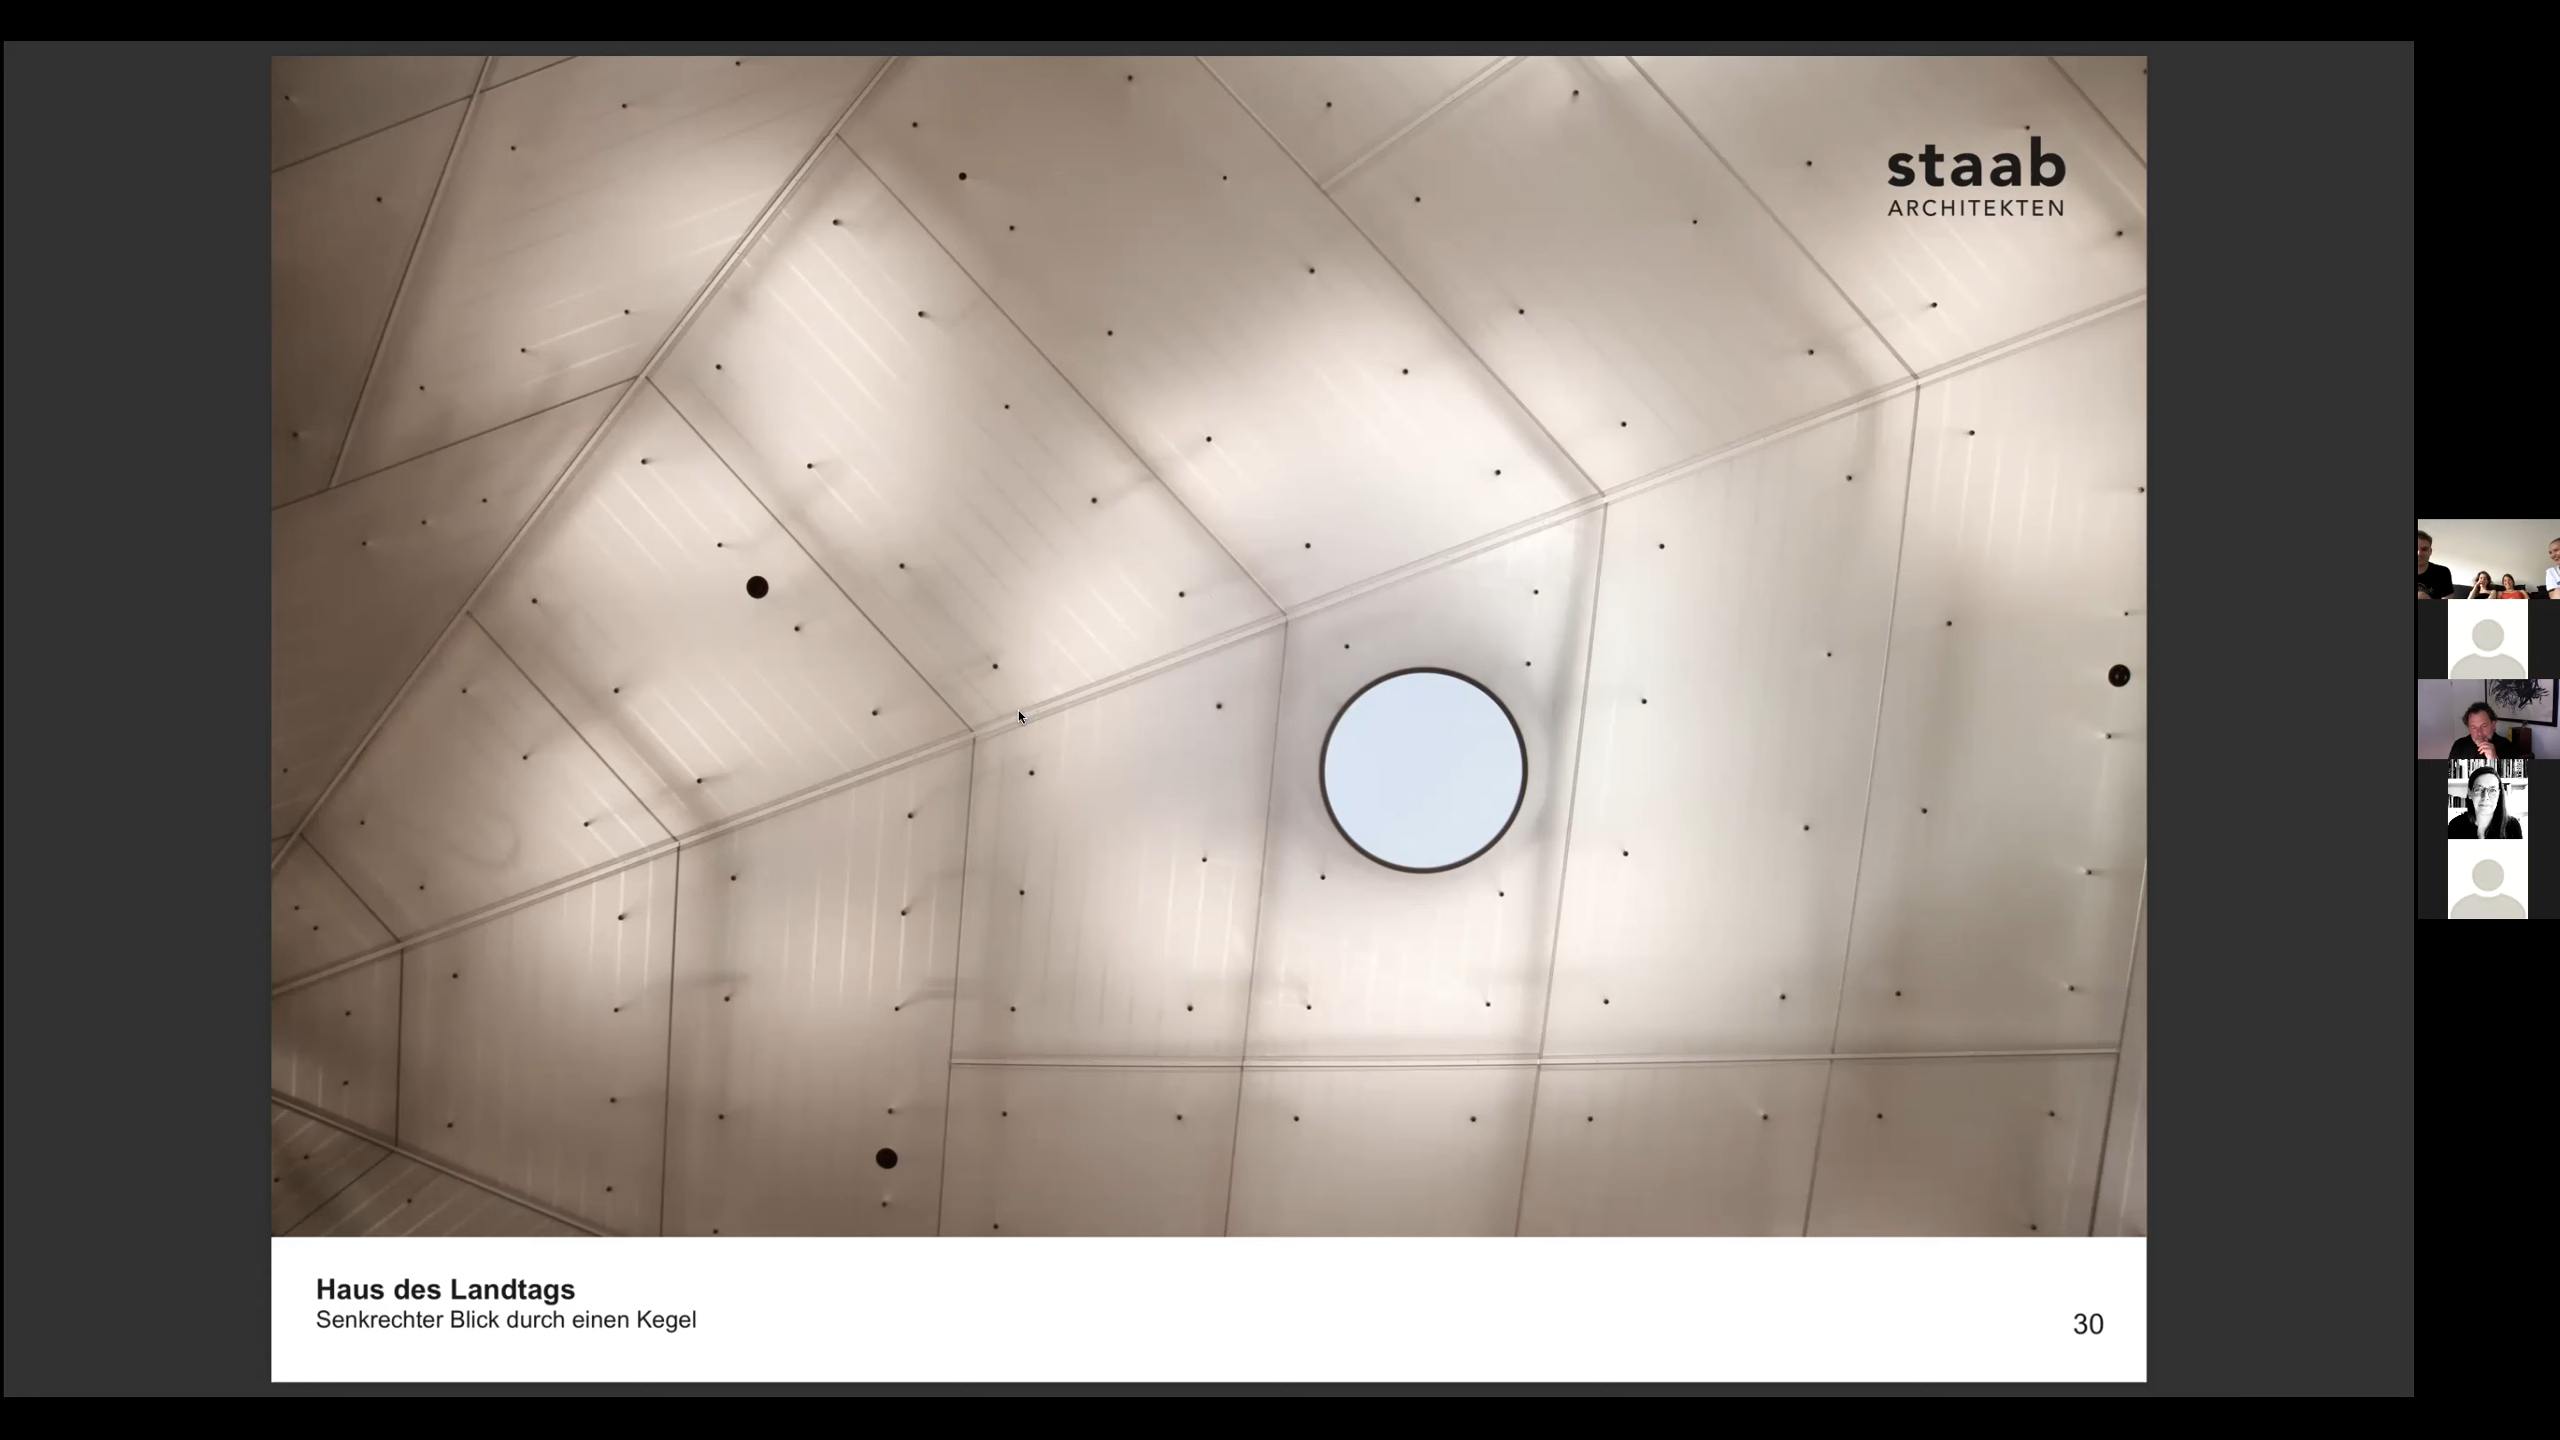 staab
ARCHITEKTEN
Haus des Landtags
Senkrechter Blick durch einen Kegel
30